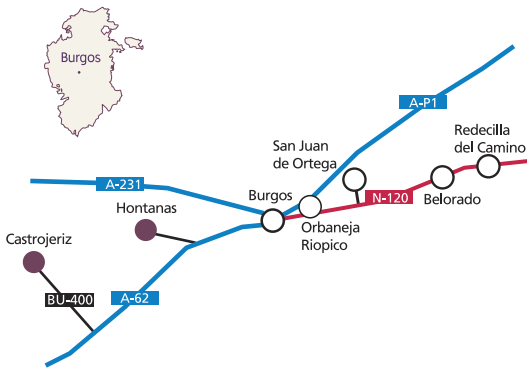 Burgos
A-P1
Redecilla
del Camino
San Juan
de Ortega
A-231
Burgos
N-120
Belorado
Hontanas
Orbaneja
Riopico
Castrojeriz
BU-400
A-62